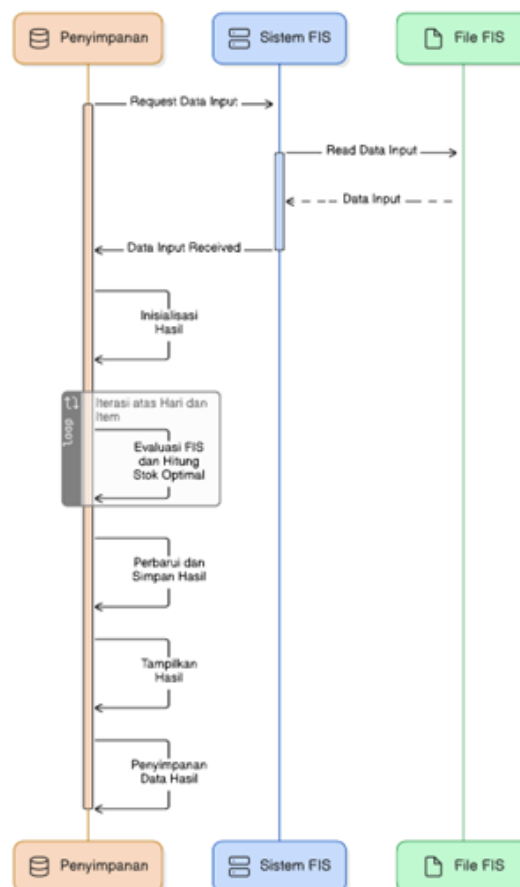 Penyimpanan
Sistem FIS
File FIS
Request Data Input
Read Data Input
Data Input
Data Input Received
Inisialisasi
Hasil
loop
Iterasi atas Hari dan
Item
Evaluasi FIS
dan Hitung
Stok Optimal
Perbarui dan
Simpan Hasil
Tampilkan
Hasil
Penyimpanan
Data Hasil
Penyimpanan
Sistem FIS
File FIS